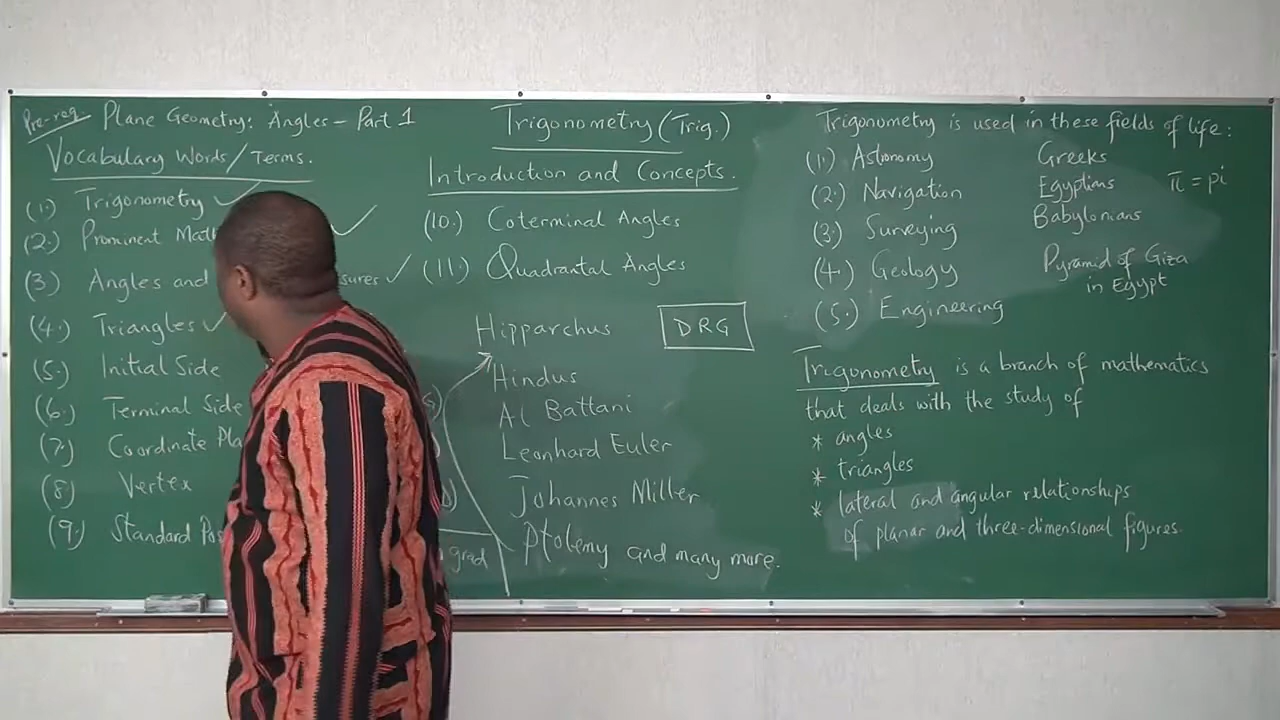 Pre-req Plane Geometry: Angles - Part 1
Vocabulary Words/Terms.
(1.) Trigonometry ✓
(2.) Prominent Math ✓
(3.) Angles and sures ✓
(4.) Triangles ✓
(5.) Initial Side
(6.) Terminal Side
(7.) Coordinate Pla
(8) Vertex
(9.) Standard Pos
grad
Trigonometry (Trig.)
Introduction and Concepts.
(10.) Coterminal Angles
(11.) Quadrantal Angles
Hipparchus
DRG
Hindus
Al Battani
Leonhard Euler
Johannes Miller
Ptolemy and many more.
Trigonometry is used in these fields of life:
(1.) Astronomy
(2.) Navigation
(3.) Surveying
(4.) Geology
(5.) Engineering
Greeks
Egyptians
Babylonians
π = pi
Pyramid of Giza
in Egypt
Trigonometry is a branch of mathematics
that deals with the study of
* angles
* triangles
* lateral and angular relationships
of planar and three-dimensional figures.